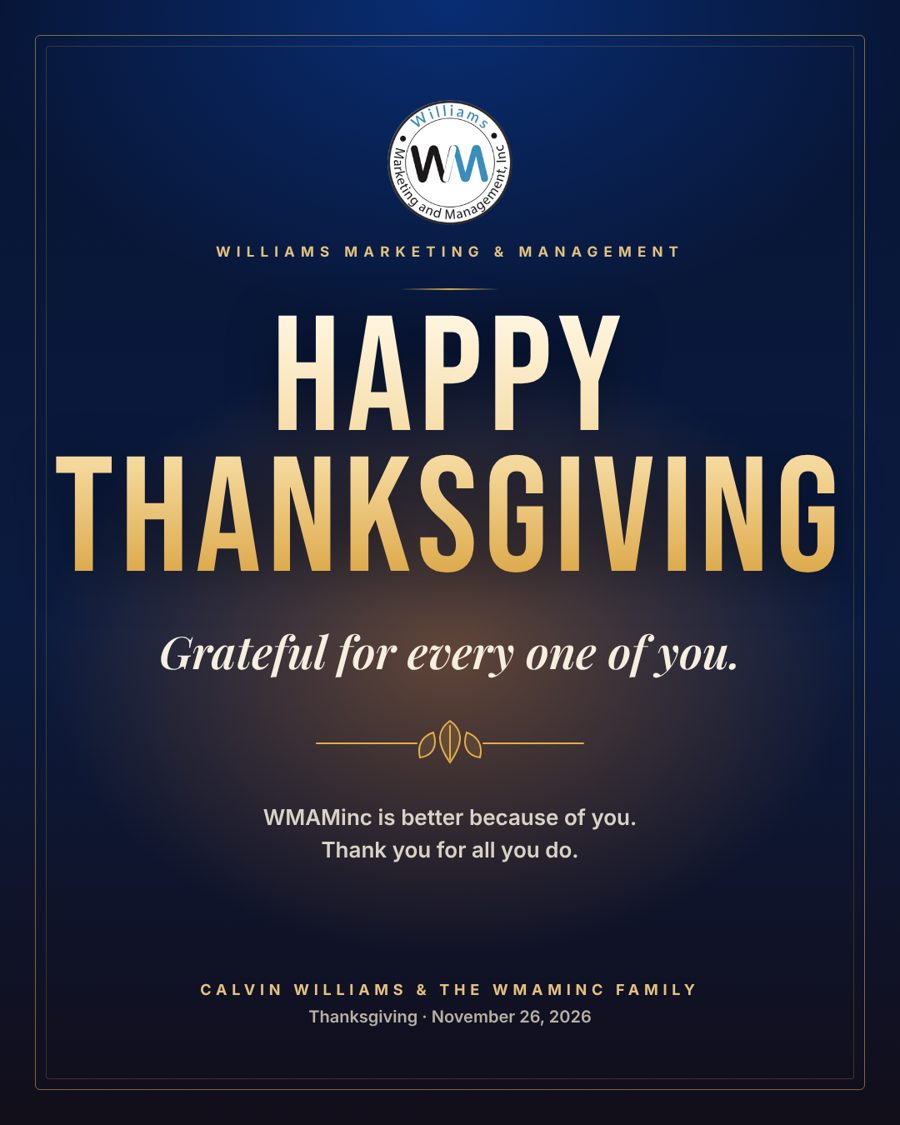 Williams
WM
Marketing and Management, Inc
WILLIAMS MARKETING & MANAGEMENT
HAPPY
THANKSGIVING
Grateful for every one of you.
WMAMinc is better because of you.
Thank you for all you do.
CALVIN WILLIAMS & THE WMAMINC FAMILY
Thanksgiving · November 26, 2026